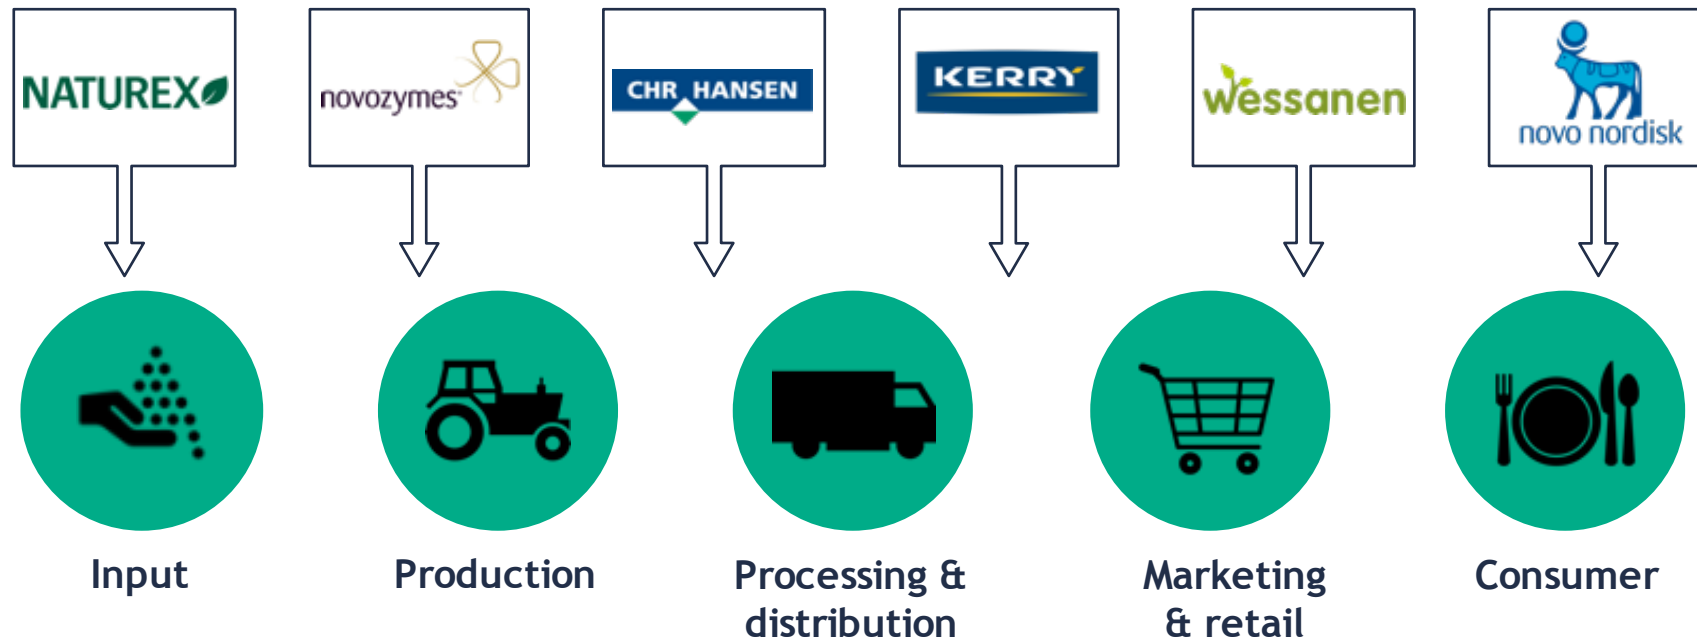 NATUREX
novozymes
CHR HANSEN
KERRY
wessanen
novo nordisk
Input
Production
Processing &
distribution
Marketing
& retail
Consumer